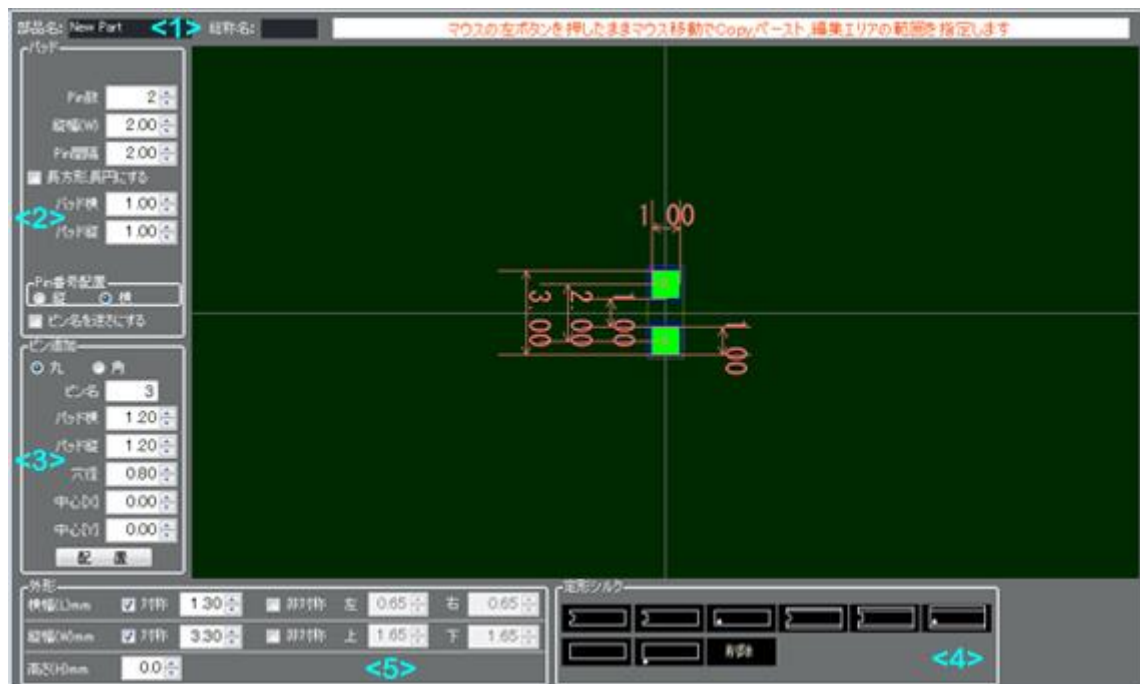 部品名: New Part <1> 総称名:
マウスの左ボタンを押したままマウス移動でCopy,ペースト,編集エリアの範囲を指定します
パッド
Pin数 2
縦幅(W) 2.00
Pin間隔 2.00
長方形,長円にする
パッド横 1.00
<2>
パッド縦 1.00
Pin番号配置
縦 横
ピン名を逆さにする
ピン追加
丸 角
ピン名 3
パッド横 1.20
パッド縦 1.20
<3>
穴径 0.80
中心[X] 0.00
中心[Y] 0.00
配 置
1.00
3.00
2.00
1.00
1.00
外形
横幅(L)mm 対称 1.30 非対称 左 0.65 右 0.65
縦幅(W)mm 対称 3.30 非対称 上 1.65 下 1.65
高さ(H)mm 0.0 <5>
定形シルク
削除
<4>